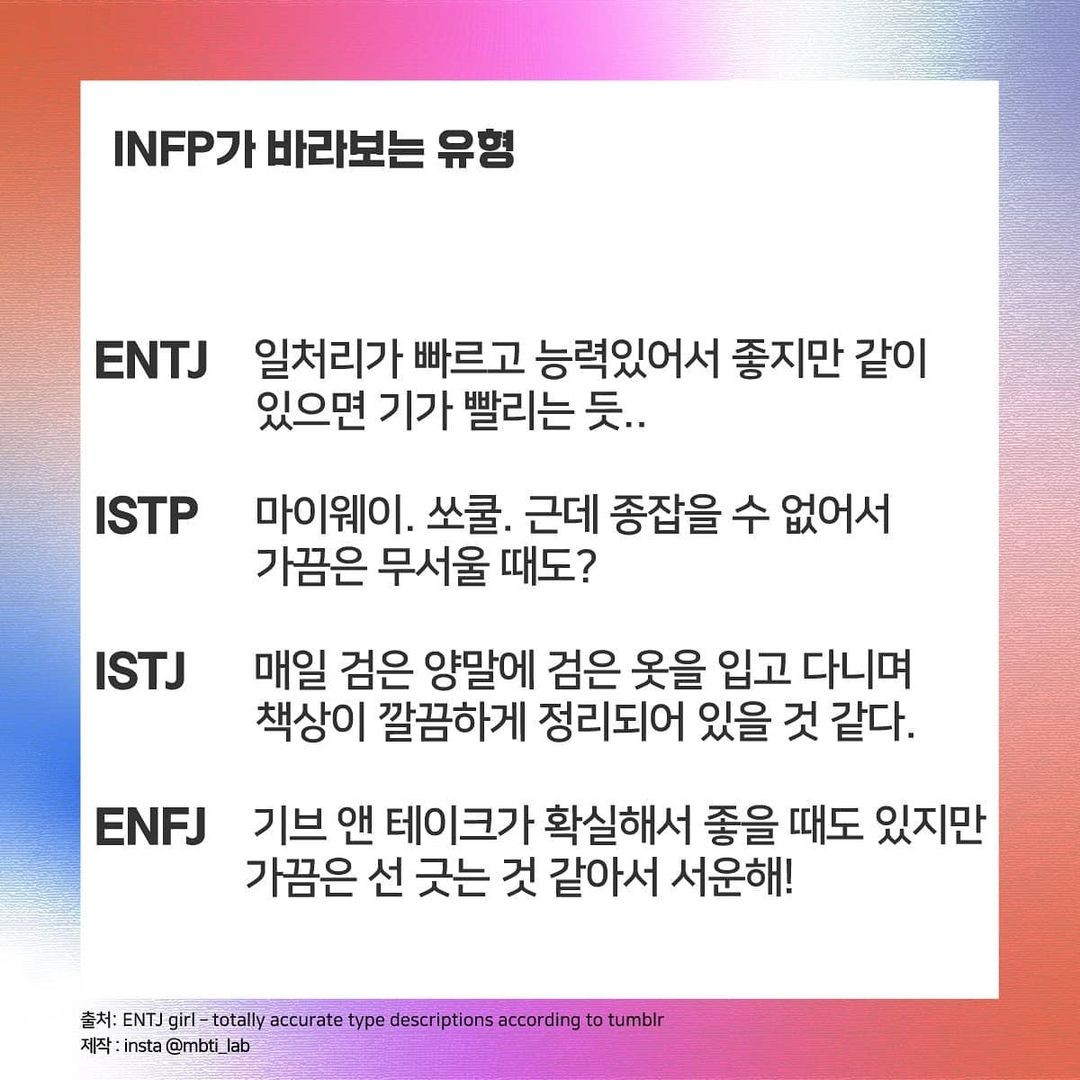 INFP가 바라보는 유형
ENTJ 일처리가 빠르고 능력있어서 좋지만 같이
있으면 기가 빨리는 듯..
ISTP 마이웨이. 쏘쿨. 근데 종잡을 수 없어서
가끔은 무서울 때도?
ISTJ 매일 검은 양말에 검은 옷을 입고 다니며
책상이 깔끔하게 정리되어 있을 것 같다.
ENFJ 기브 앤 테이크가 확실해서 좋을 때도 있지만
가끔은 선 긋는 것 같아서 서운해!
출처: ENTJ girl - totally accurate type descriptions according to tumblr
제작 : insta @mbti_lab